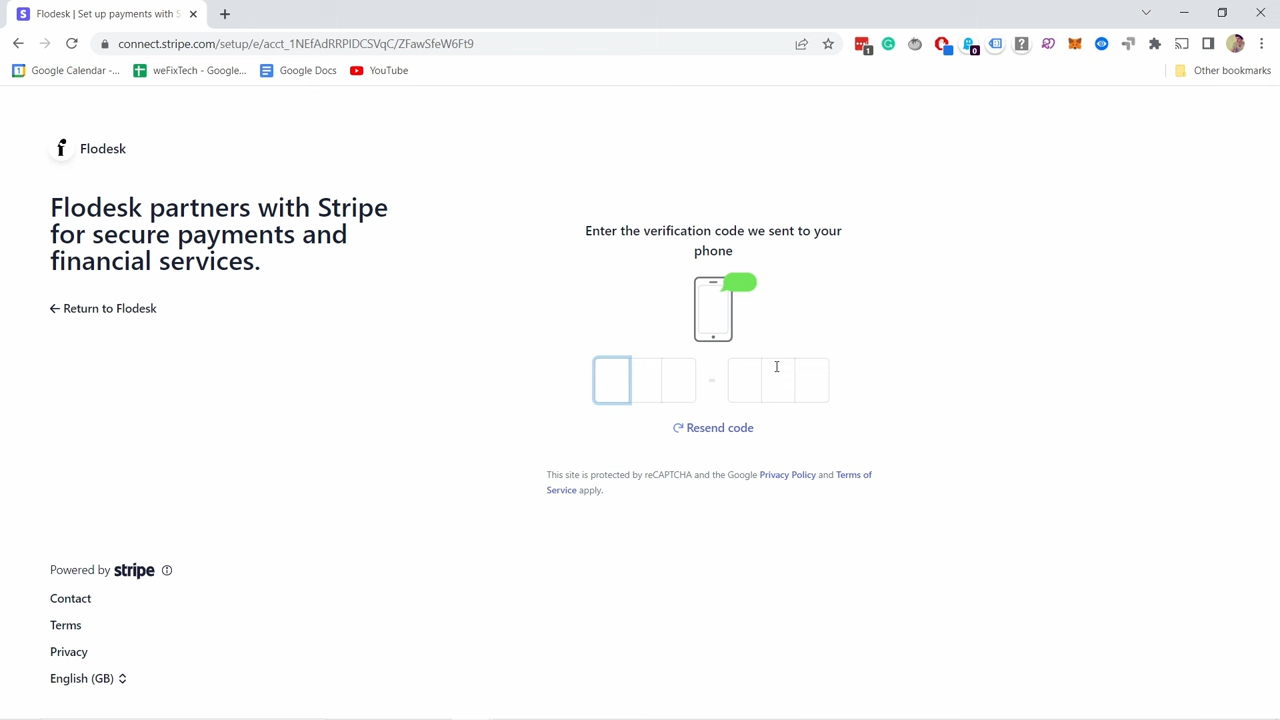 Flodesk | Set up payments with S
connect.stripe.com/setup/e/acct_1NEfAdRRPIDCSVqC/ZFawSfeW6Ft9
1
0
Google Calendar -...
weFixTech - Google...
Google Docs
YouTube
Other bookmarks
Flodesk
Flodesk partners with Stripe
for secure payments and
financial services.
← Return to Flodesk
Enter the verification code we sent to your
phone
-
Resend code
This site is protected by reCAPTCHA and the Google Privacy Policy and Terms of
Service apply.
Powered by stripe
Contact
Terms
Privacy
English (GB)